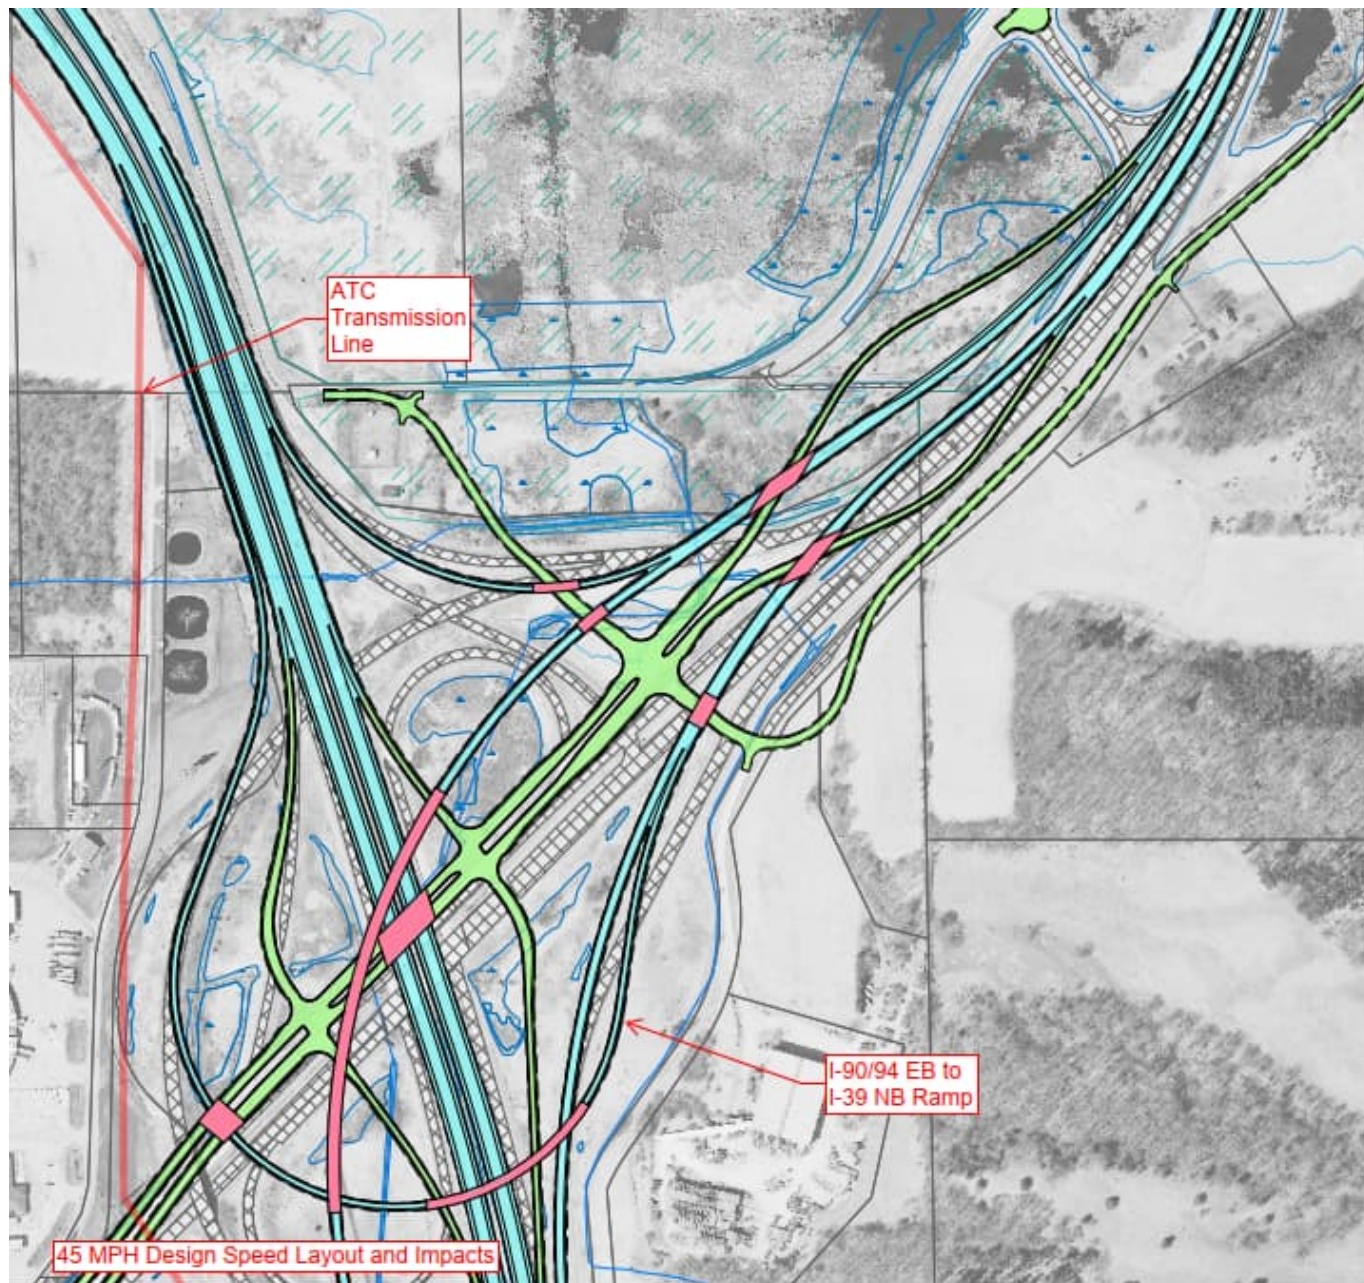 ATC
Transmission
Line
I-90/94 EB to
I-39 NB Ramp
45 MPH Design Speed Layout and Impacts